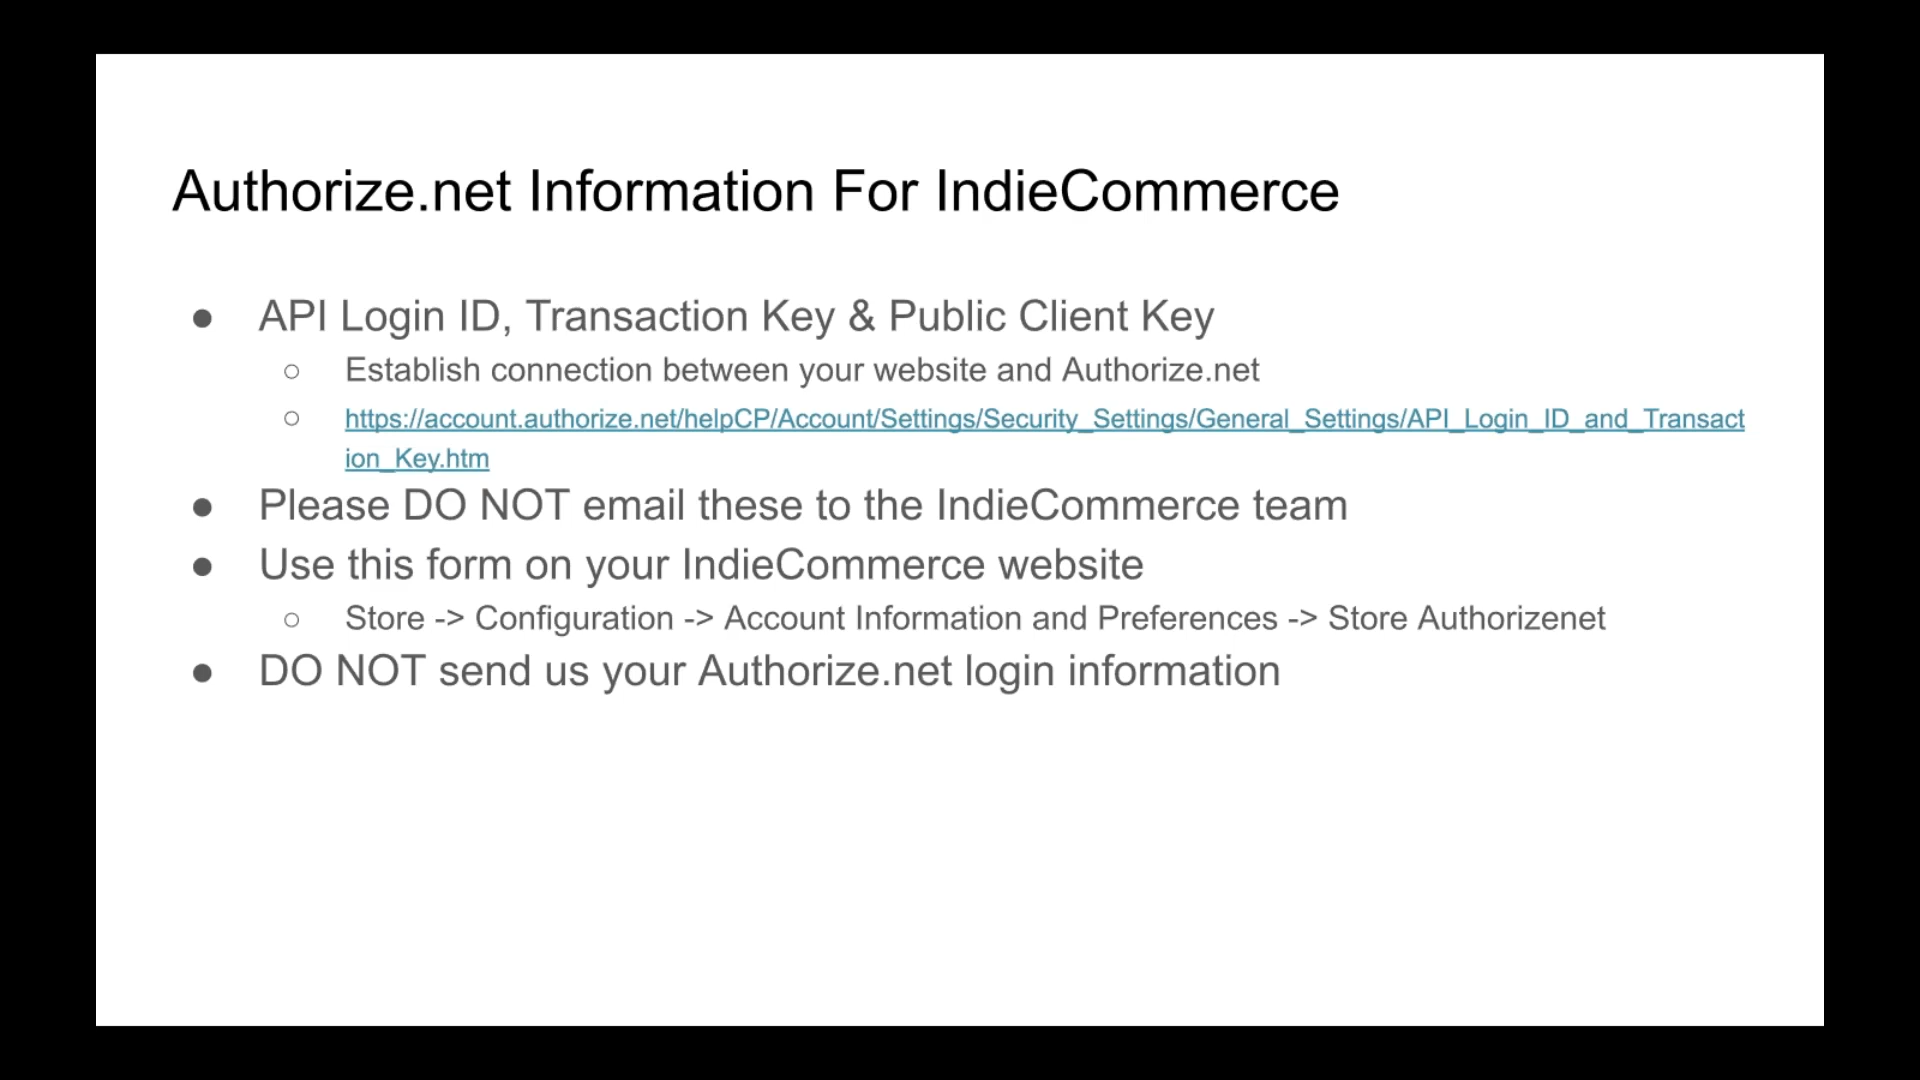 Authorize.net Information For IndieCommerce
● API Login ID, Transaction Key & Public Client Key
○ Establish connection between your website and Authorize.net
○ https://account.authorize.net/helpCP/Account/Settings/Security_Settings/General_Settings/API_Login_ID_and_Transact
ion_Key.htm
● Please DO NOT email these to the IndieCommerce team
● Use this form on your IndieCommerce website
○ Store -> Configuration -> Account Information and Preferences -> Store Authorizenet
● DO NOT send us your Authorize.net login information